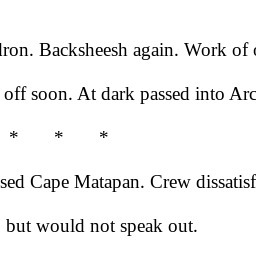 dron. Backsheesh again. Work of
off soon. At dark passed into Arc
* * *
sed Cape Matapan. Crew dissatisf
but would not speak out.